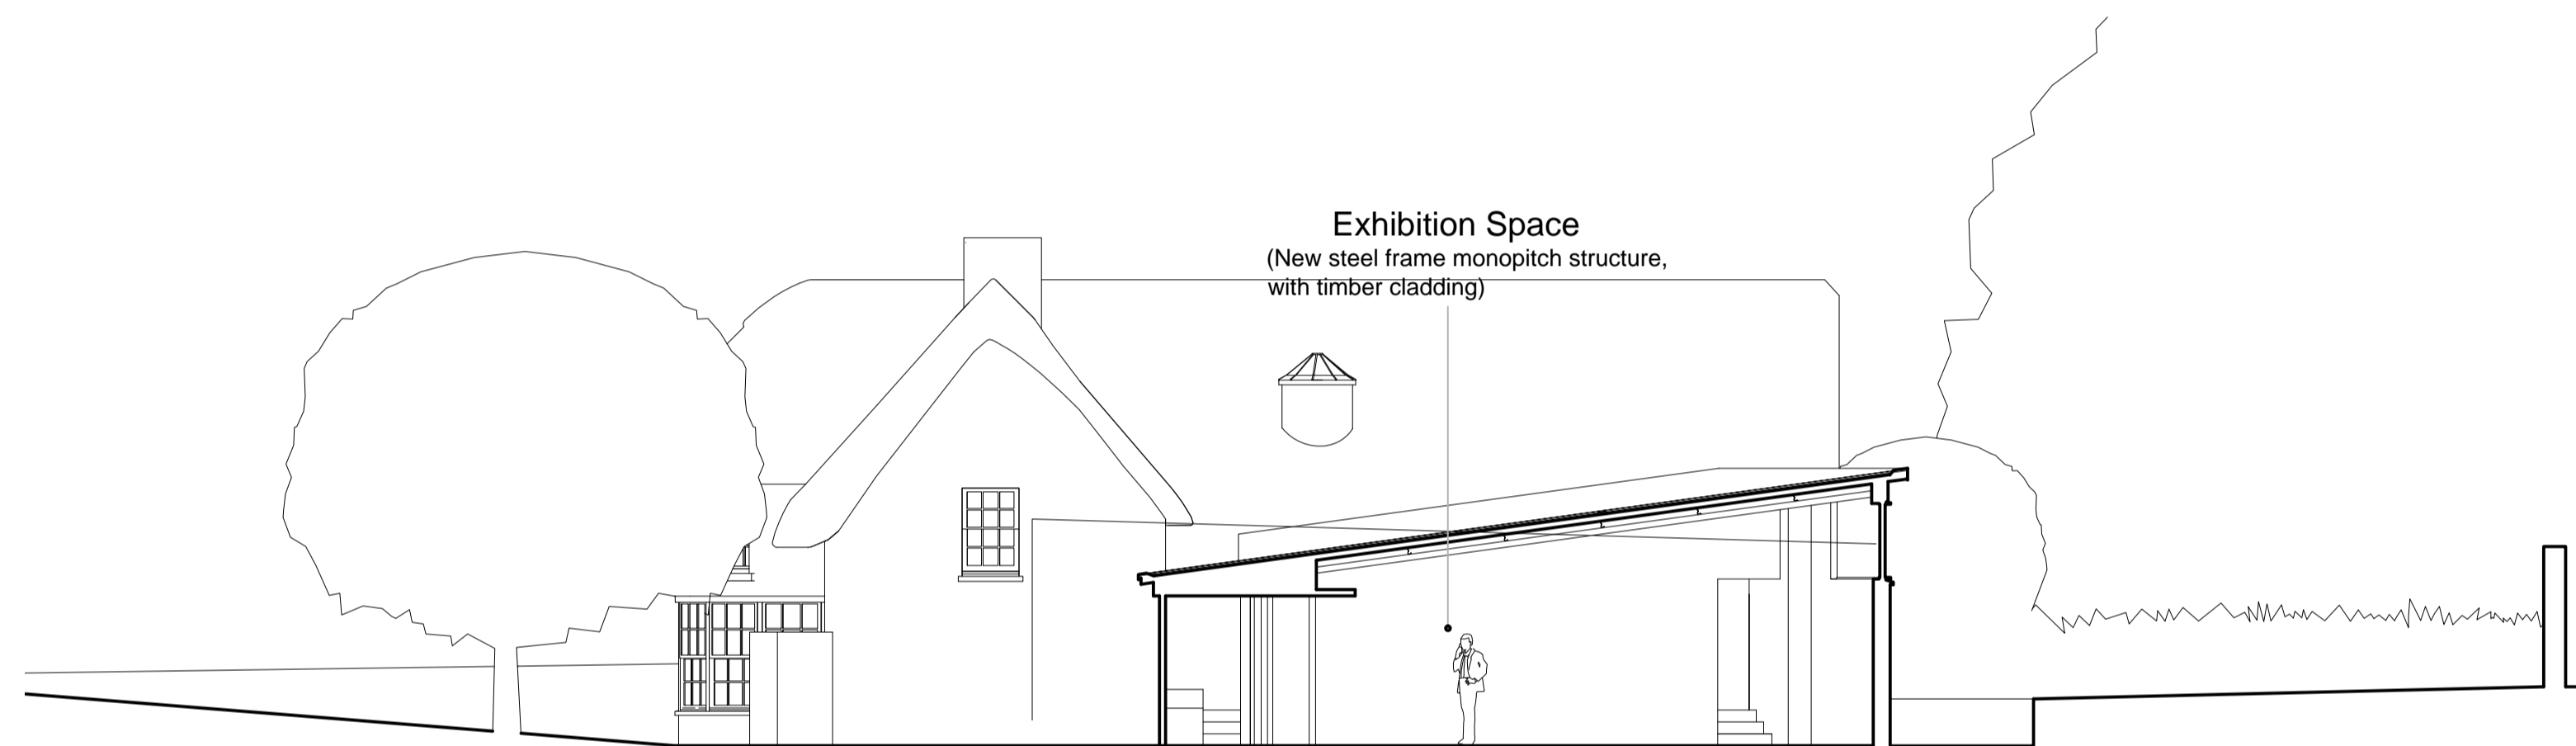 Exhibition Space
(New steel frame monopitch structure,
with timber cladding)